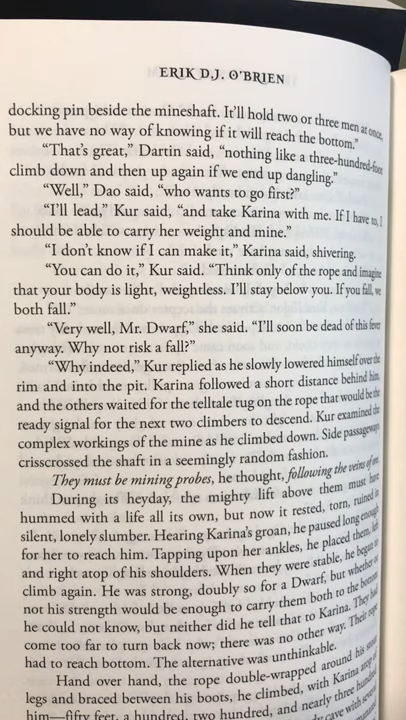 ERIK D.J. O'BRIEN
docking pin beside the mineshaft. It'll hold two or three men at once,
but we have no way of knowing if it will reach the bottom."
"That's great," Dartin said, "nothing like a three-hundred-foot
climb down and then up again if we end up dangling."
"Well," Dao said, "who wants to go first?"
"I'll lead," Kur said, "and take Karina with me. If I have to, I
should be able to carry her weight and mine."
"I don't know if I can make it," Karina said, shivering.
"You can do it," Kur said. "Think only of the rope and imagine
that your body is light, weightless. I'll stay below you. If you fall, we
both fall."
"Very well, Mr. Dwarf," she said. "I'll soon be dead of this fever
anyway. Why not risk a fall?"
"Why indeed," Kur replied as he slowly lowered himself over the
rim and into the pit. Karina followed a short distance behind him,
and the others waited for the telltale tug on the rope that would be the
ready signal for the next two climbers to descend. Kur examined the
complex workings of the mine as he climbed down. Side passageways
crisscrossed the shaft in a seemingly random fashion.
They must be mining probes, he thought, following the veins of
During its heyday, the mighty lift above them must have
hummed with a life all its own, but now it rested, torn, ruined in
silent, lonely slumber. Hearing Karina's groan, he paused long enough
for her to reach him. Tapping upon her ankles, he placed them, left
and right atop of his shoulders. When they were stable, he began to
climb again. He was strong, doubly so for a Dwarf, but whether or
not his strength would be enough to carry them both to the bottom
he could not know, but neither did he tell that to Karina. They had
come too far to turn back now; there was no other way. Their rope
had to reach bottom. The alternative was unthinkable.
Hand over hand, the rope double-wrapped around his
legs and braced between his boots, he climbed, with Karina atop
him—fifty feet, a hundred, two hundred, and nearly three hundred
cave with